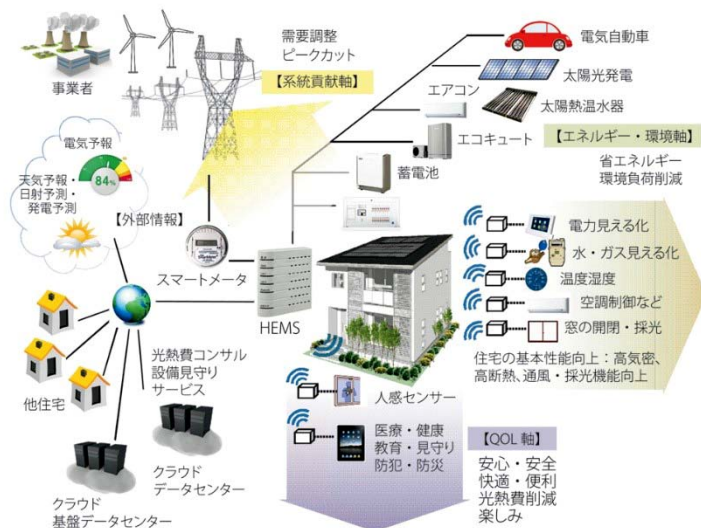 需要調整
ピークカット
【系統貢献軸】
事業者
電気自動車
太陽光発電
エアコン
太陽熱温水器
エコキュート
【エネルギー・環境軸】
省エネルギー
環境負荷削減
蓄電池
電気予報
84%
天気予報・
日射予測・
発電予測
【外部情報】
スマートメータ
HEMS
電力見える化
水・ガス見える化
温度湿度
空調制御など
窓の開閉・採光
住宅の基本性能向上：高気密、
高断熱、通風・採光機能向上
他住宅
光熱費コンサル
設備見守り
サービス
クラウド
データセンター
クラウド
基盤データセンター
人感センサー
医療・健康
教育・見守り
防犯・防災
【QOL 軸】
安心・安全
快適・便利
光熱費削減
楽しみ